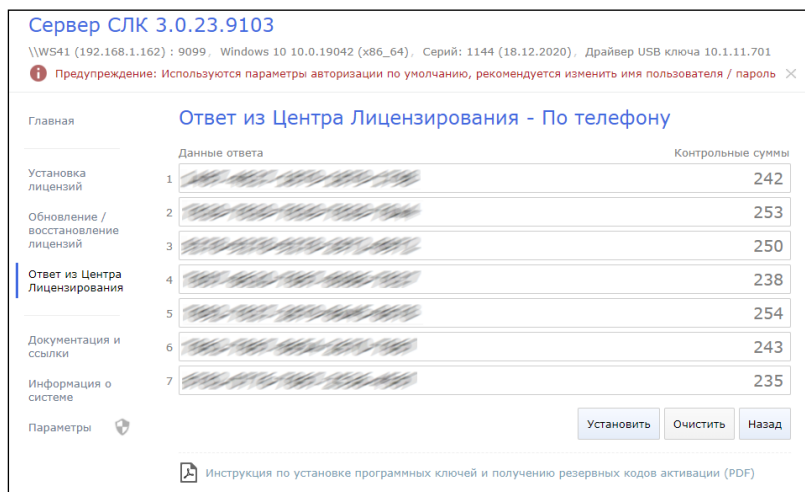 Сервер СЛК 3.0.23.9103
\\WS41 (192.168.1.162) : 9099, Windows 10 10.0.19042 (x86_64), Серий: 1144 (18.12.2020), Драйвер USB ключа 10.1.11.701
Предупреждение: Используются параметры авторизации по умолчанию, рекомендуется изменить имя пользователя / пароль
Главная
Установка
лицензий
Обновление /
восстановление
лицензий
Ответ из Центра
Лицензирования
Документация и
ссылки
Информация о
системе
Параметры
Ответ из Центра Лицензирования - По телефону
Данные ответа Контрольные суммы
1 242
2 253
3 250
4 238
5 254
6 243
7 235
Установить Очистить Назад
Инструкция по установке программных ключей и получению резервных кодов активации (PDF)